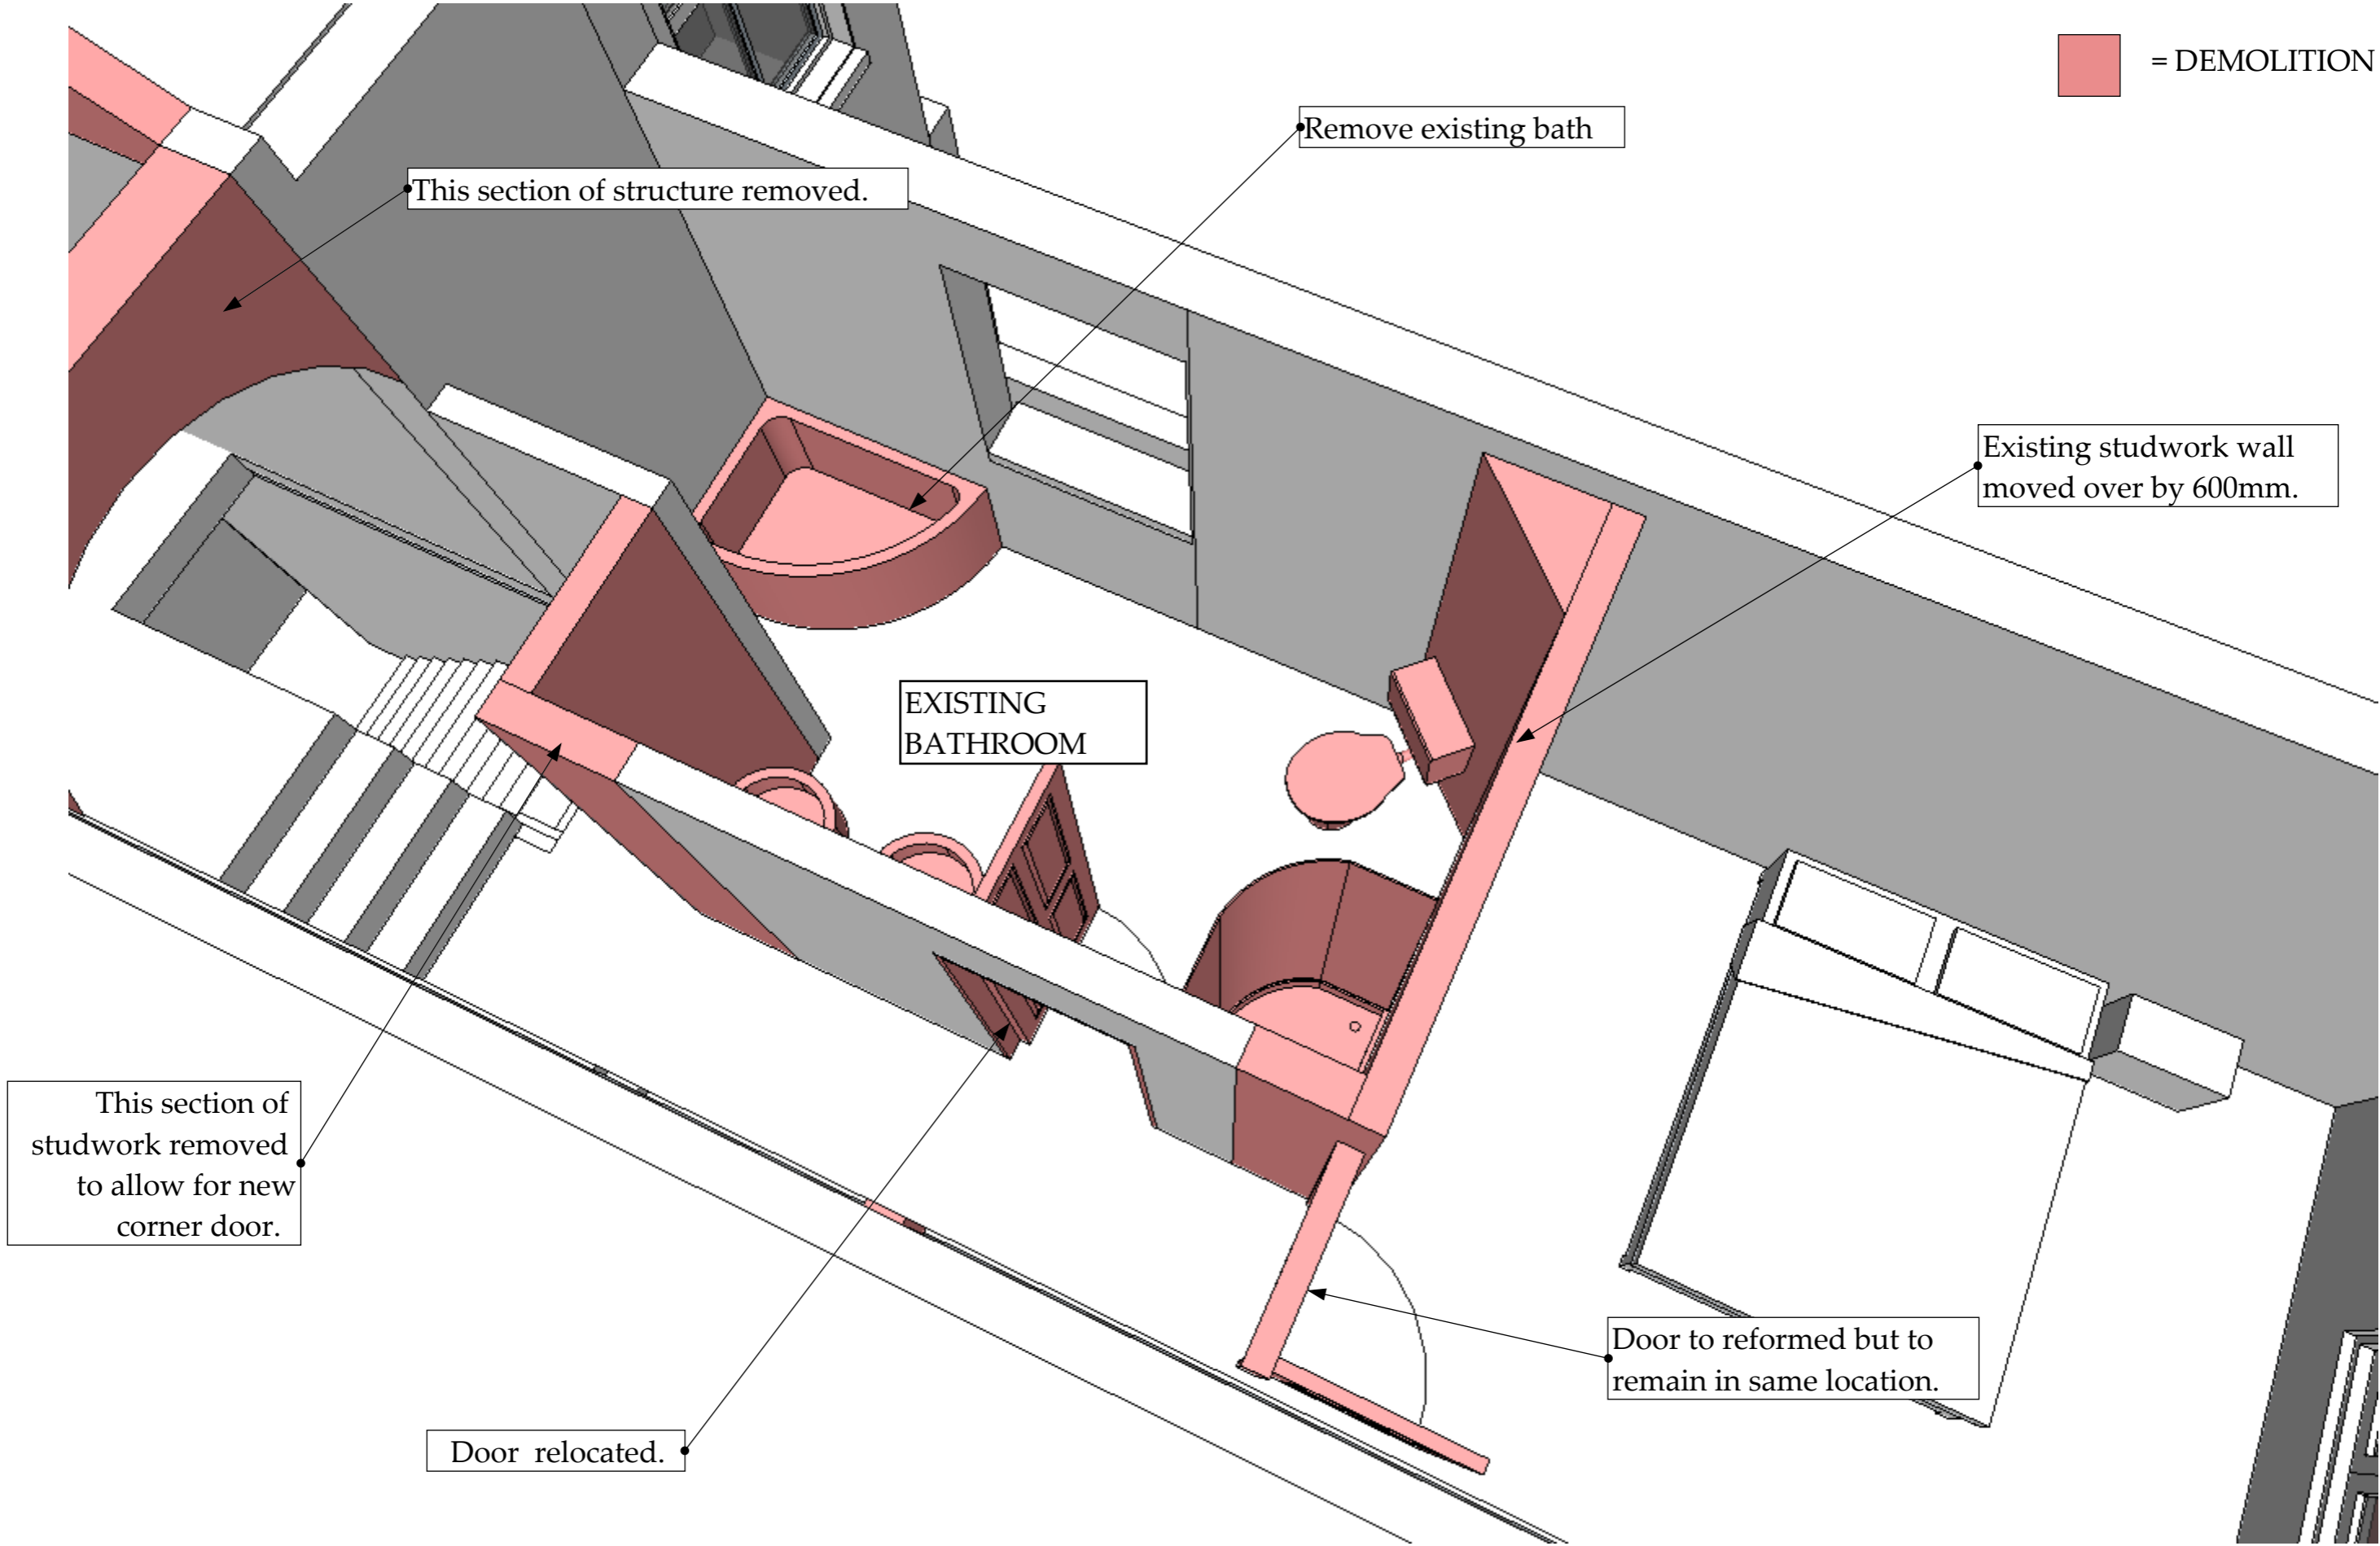 = DEMOLITION
Remove existing bath
This section of structure removed.
Existing studwork wall
moved over by 600mm.
EXISTING
BATHROOM
This section of
studwork removed
to allow for new
corner door.
Door to reformed but to
remain in same location.
Door relocated.